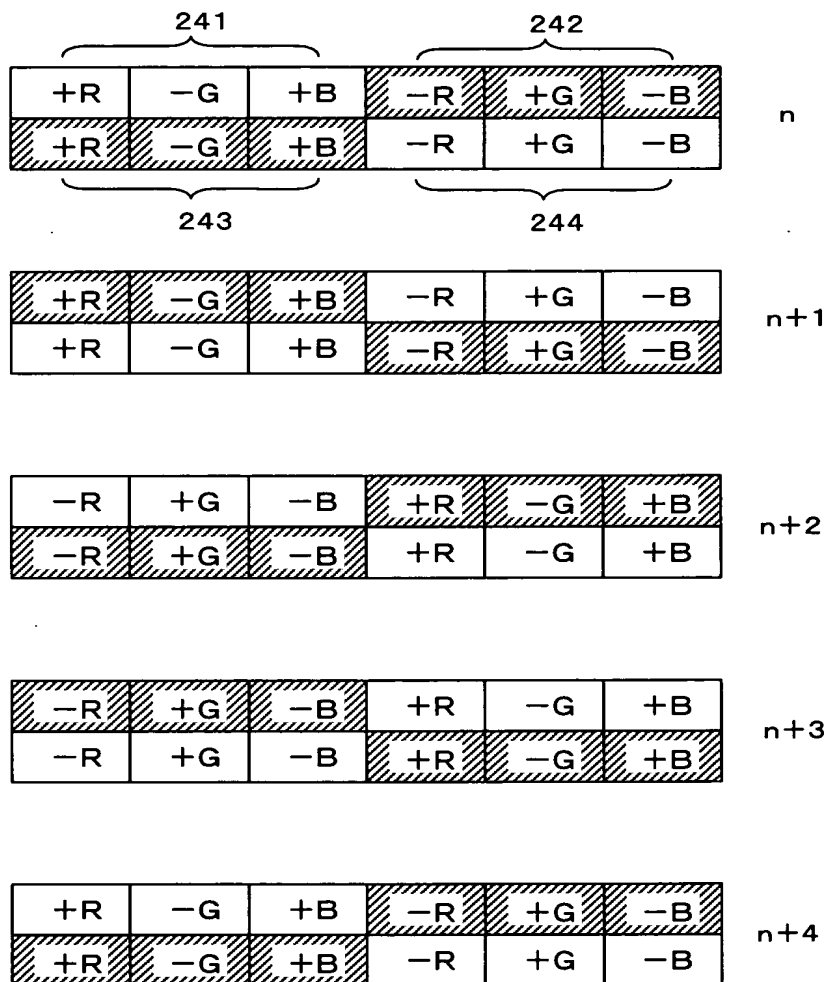 241 242
+R −G +B −R +G −B
n
+R −G +B −R +G −B
243 244
+R −G +B −R +G −B
n+1
+R −G +B −R +G −B
−R +G −B +R −G +B
n+2
−R +G −B +R −G +B
−R +G −B +R −G +B
n+3
−R +G −B +R −G +B
+R −G +B −R +G −B
n+4
+R −G +B −R +G −B